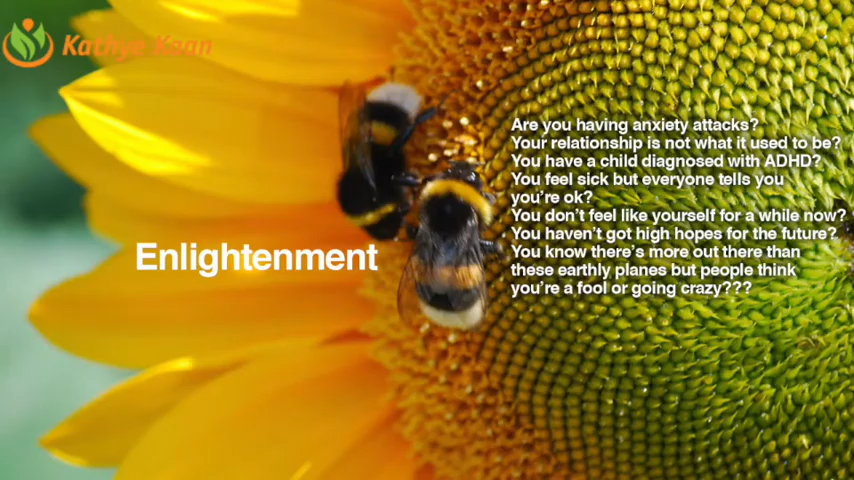 Kathye Kaan
Enlightenment
Are you having anxiety attacks?
Your relationship is not what it used to be?
You have a child diagnosed with ADHD?
You feel sick but everyone tells you
you're ok?
You don't feel like yourself for a while now?
You haven't got high hopes for the future?
You know there's more out there than
these earthly planes but people think
you're a fool or going crazy???